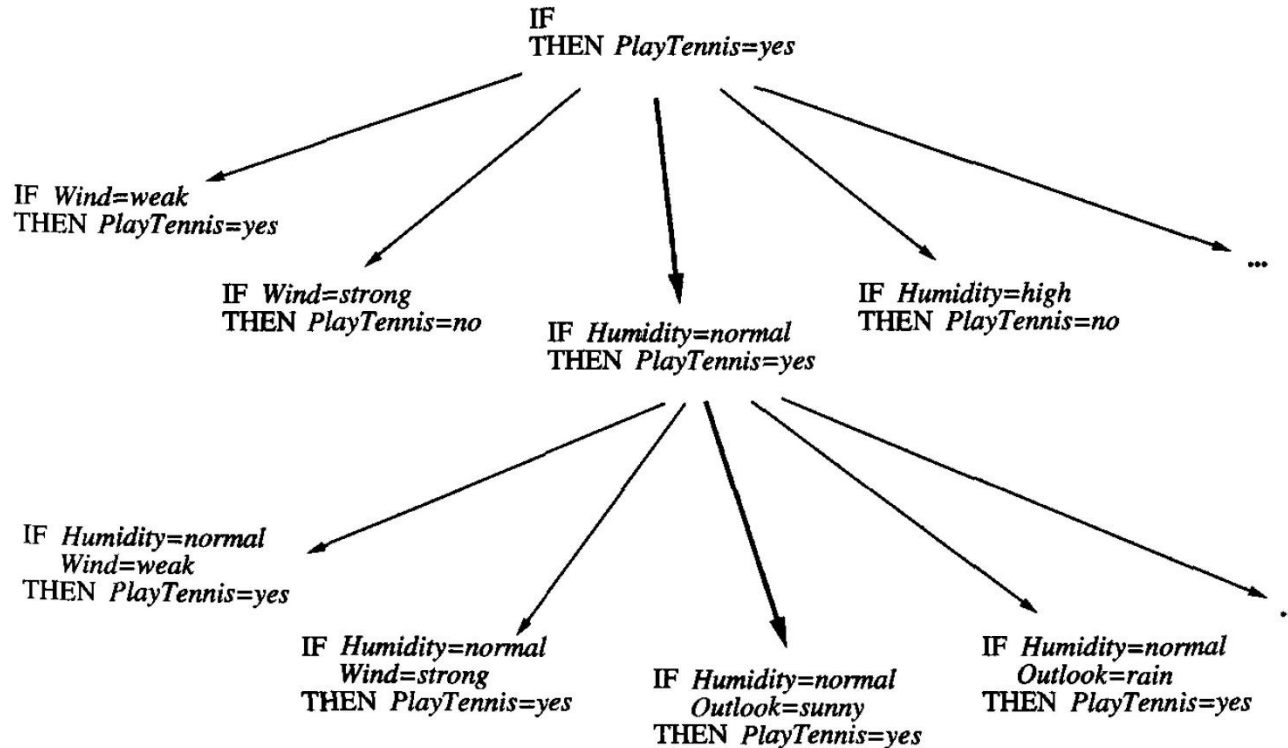 IF
THEN PlayTennis=yes
IF Wind=weak
THEN PlayTennis=yes
...
IF Wind=strong
THEN PlayTennis=no
IF Humidity=normal
THEN PlayTennis=yes
IF Humidity=high
THEN PlayTennis=no
IF Humidity=normal
Wind=weak
THEN PlayTennis=yes
IF Humidity=normal
Wind=strong
THEN PlayTennis=yes
IF Humidity=normal
Outlook=sunny
THEN PlayTennis=yes
IF Humidity=normal
Outlook=rain
THEN PlayTennis=yes
.